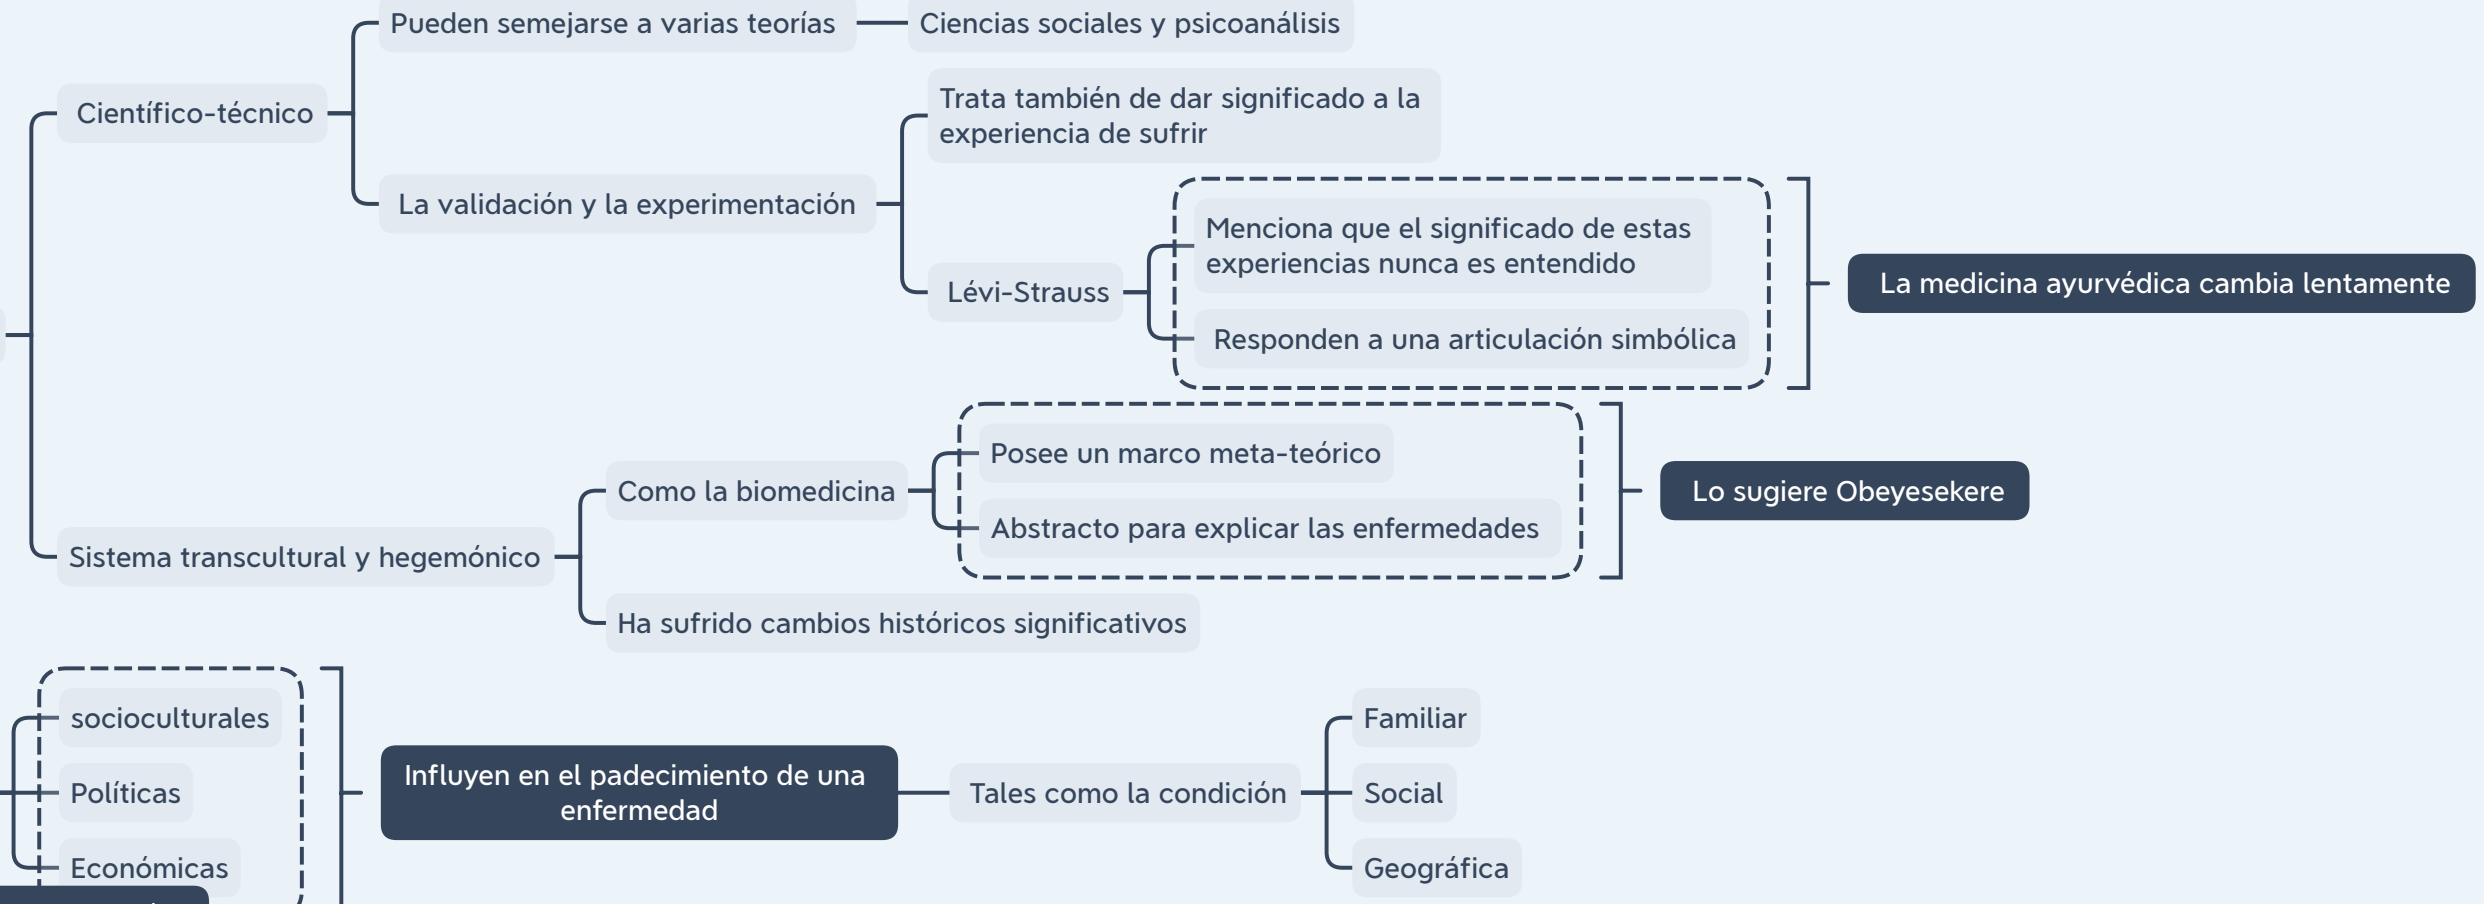 Pueden semejarse a varias teorías
Ciencias sociales y psicoanálisis
Científico-técnico
Trata también de dar significado a la
experiencia de sufrir
La validación y la experimentación
Menciona que el significado de estas
experiencias nunca es entendido
Lévi-Strauss
Responden a una articulación simbólica
La medicina ayurvédica cambia lentamente
Posee un marco meta-teórico
Como la biomedicina
Abstracto para explicar las enfermedades
Lo sugiere Obeyesekere
Sistema transcultural y hegemónico
Ha sufrido cambios históricos significativos
socioculturales
Políticas
Económicas
Influyen en el padecimiento de una
enfermedad
Tales como la condición
Familiar
Social
Geográfica